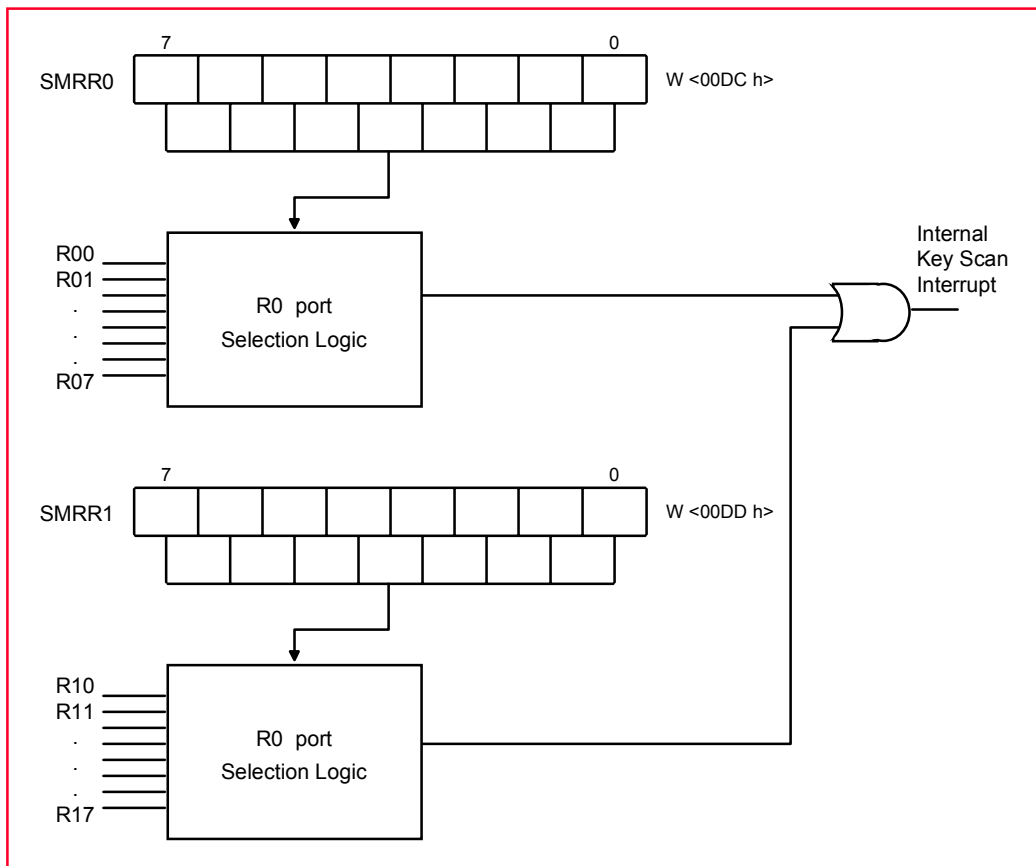 7 0
SMRR0 W <00DC h>
R00
R01
.
.
.
R07
R0 port
Selection Logic
Internal
Key Scan
Interrupt
7 0
SMRR1 W <00DD h>
R10
R11
.
.
.
R17
R0 port
Selection Logic